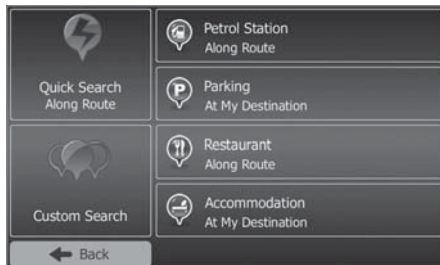 Quick Search
Along Route
Custom Search
Back
Petrol Station
Along Route
P
Parking
At My Destination
Restaurant
Along Route
Accommodation
At My Destination